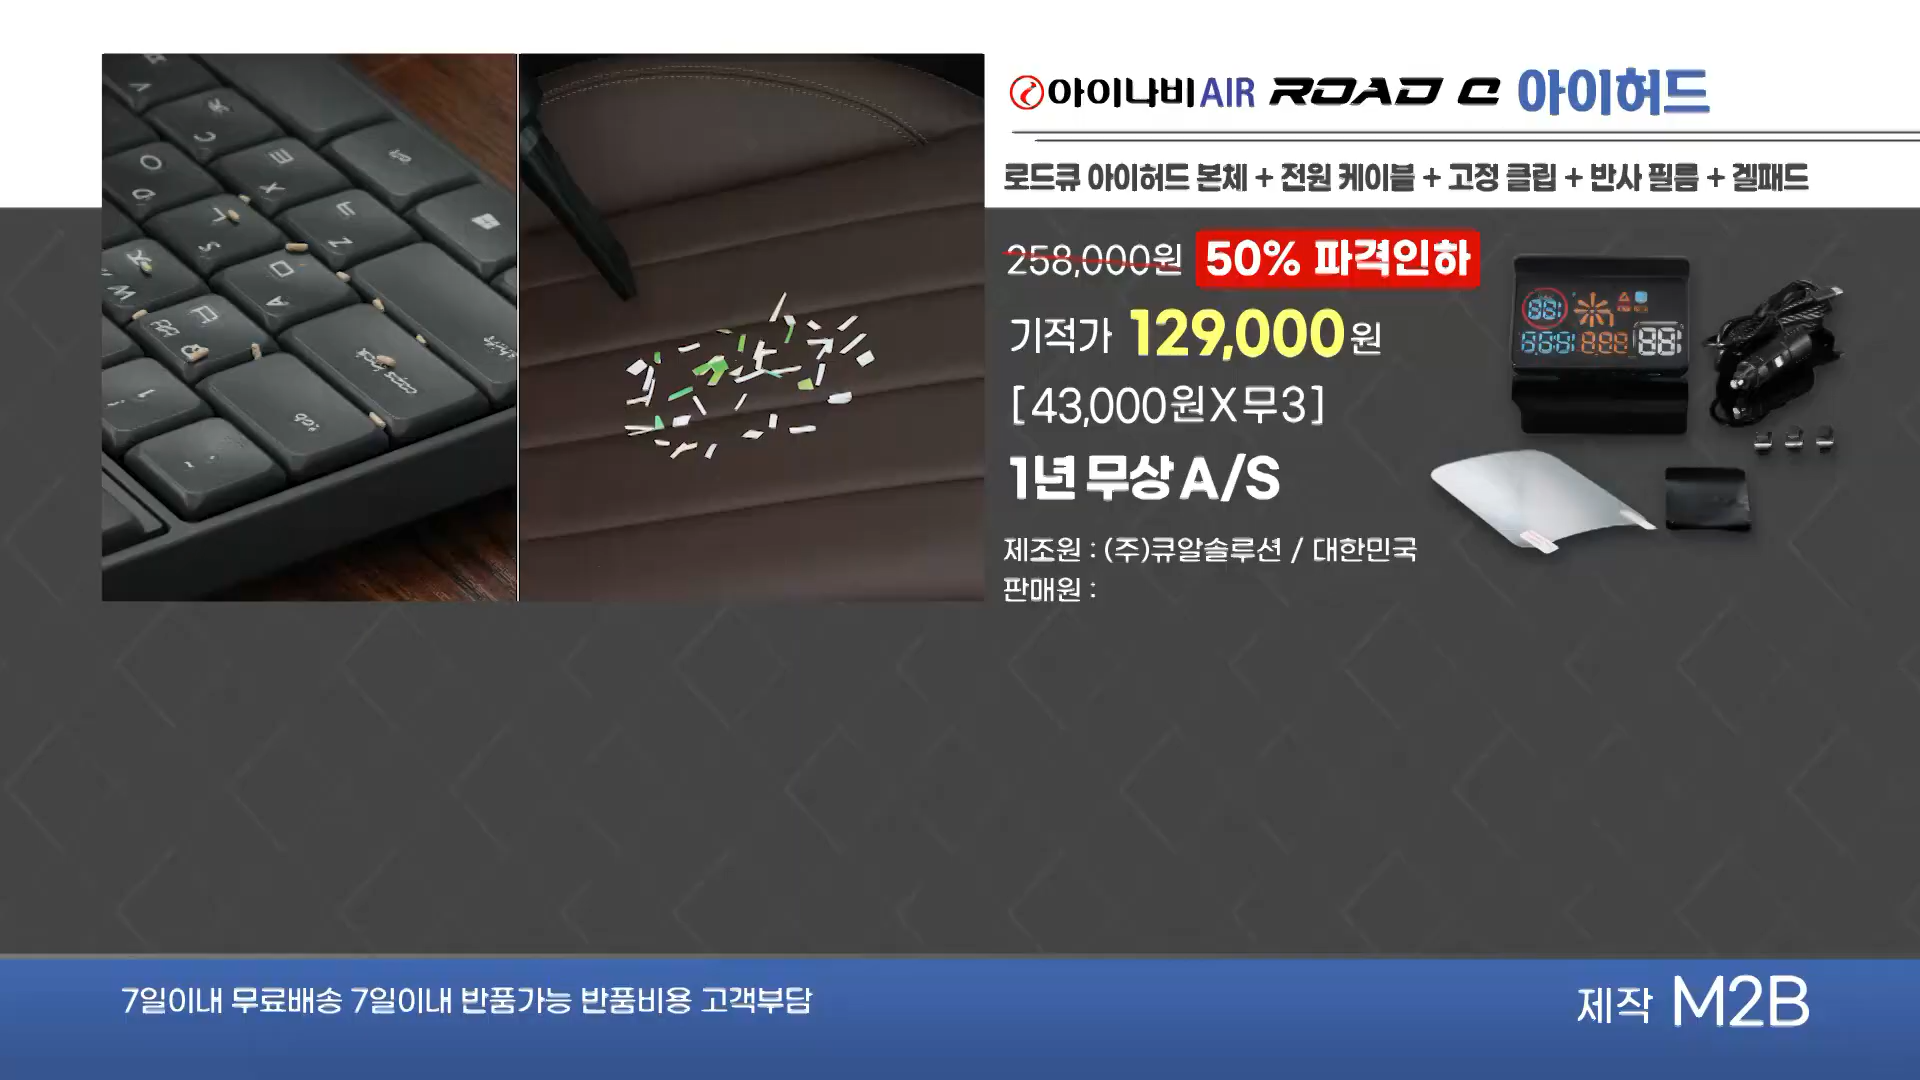 아이나비 AIR ROAD Q 아이허드
로드큐 아이허드 본체 + 전원 케이블 + 고정 클립 + 반사 필름 + 겔패드
258,000원 50% 파격인하
기적가 129,000원
[43,000원X무3]
1년 무상 A/S
제조원 : (주)큐알솔루션 / 대한민국
판매원 :
7일이내 무료배송 7일이내 반품가능 반품비용 고객부담
제작 M2B